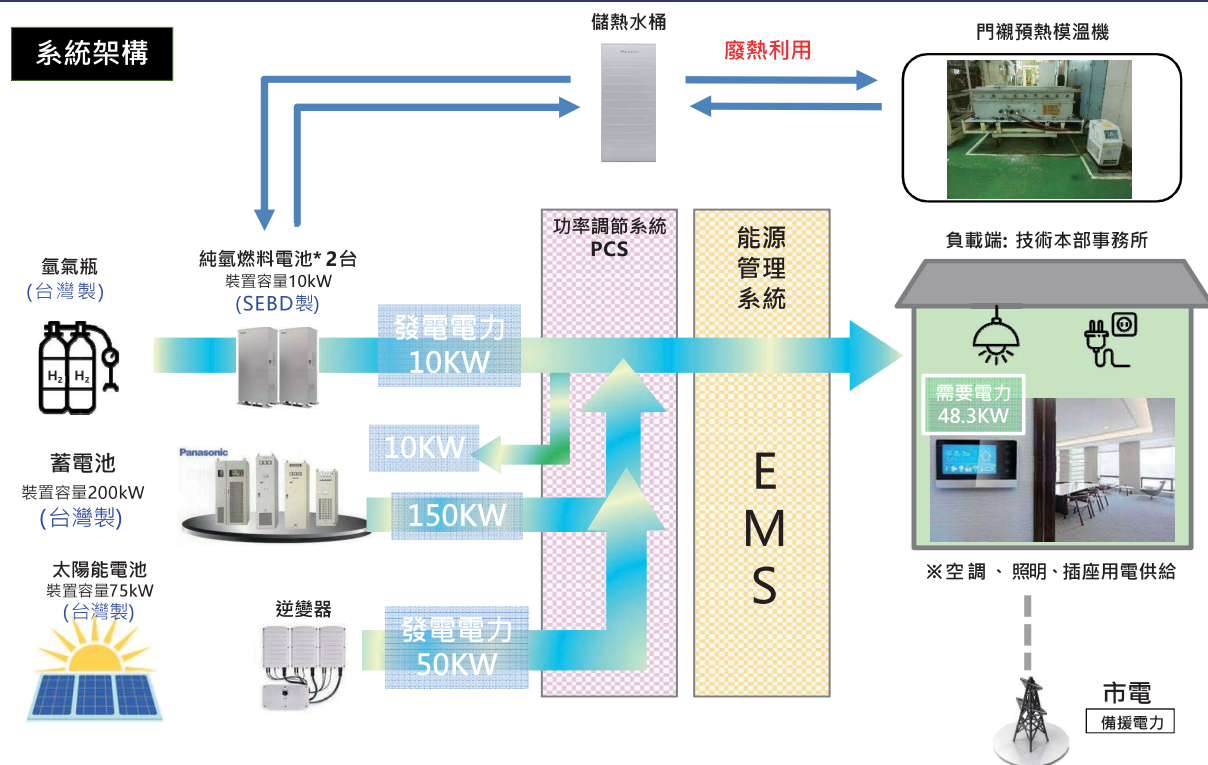 系統架構
儲熱水桶
廢熱利用
門襯預熱模溫機
氫氣瓶
(台灣製)
H₂ H₂
純氫燃料電池* 2台
裝置容量10kW
(SEBD製)
發電電力
10KW
功率調節系統
PCS
能源
管理
系統
E
M
S
負載端: 技術本部事務所
需要電力
48.3KW
10KW
蓄電池
裝置容量200kW
(台灣製)
Panasonic
150KW
太陽能電池
裝置容量75kW
(台灣製)
逆變器
發電電力
50KW
※空調、照明、插座用電供給
市電
備援電力